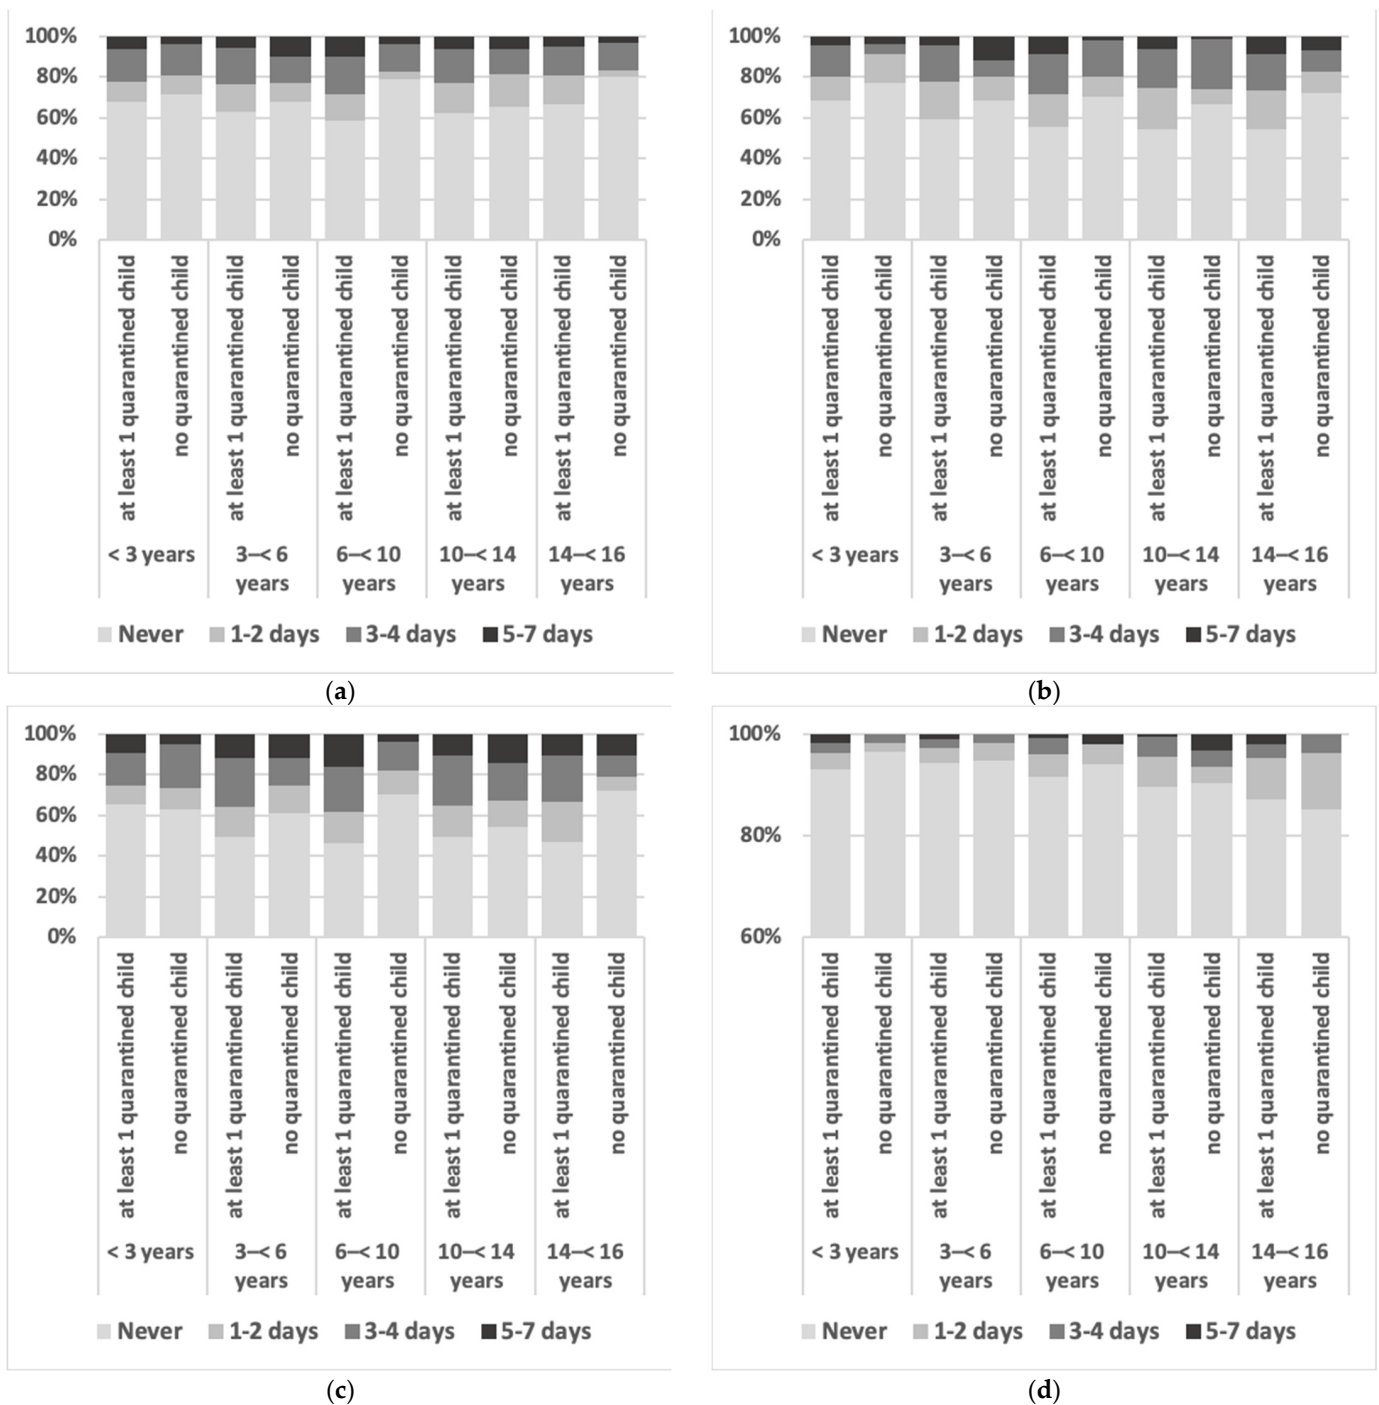 100%
80%
60%
40%
20%
0%
at least 1 quarantined child
no quarantined child
at least 1 quarantined child
no quarantined child
at least 1 quarantined child
no quarantined child
at least 1 quarantined child
no quarantined child
at least 1 quarantined child
no quarantined child
< 3 years
3–< 6
years
6–< 10
years
10–< 14
years
14–< 16
years
Never
1-2 days
3-4 days
5-7 days
(a)
100%
80%
60%
40%
20%
0%
at least 1 quarantined child
no quarantined child
at least 1 quarantined child
no quarantined child
at least 1 quarantined child
no quarantined child
at least 1 quarantined child
no quarantined child
at least 1 quarantined child
no quarantined child
< 3 years
3–< 6
years
6–< 10
years
10–< 14
years
14–< 16
years
Never
1-2 days
3-4 days
5-7 days
(b)
100%
80%
60%
40%
20%
0%
at least 1 quarantined child
no quarantined child
at least 1 quarantined child
no quarantined child
at least 1 quarantined child
no quarantined child
at least 1 quarantined child
no quarantined child
at least 1 quarantined child
no quarantined child
< 3 years
3–< 6
years
6–< 10
years
10–< 14
years
14–< 16
years
Never
1-2 days
3-4 days
5-7 days
(c)
100%
80%
60%
at least 1 quarantined child
no quarantined child
at least 1 quarantined child
no quarantined child
at least 1 quarantined child
no quarantined child
at least 1 quarantined child
no quarantined child
at least 1 quarantined child
no quarantined child
< 3 years
3–< 6
years
6–< 10
years
10–< 14
years
14–< 16
years
Never
1-2 days
3-4 days
5-7 days
(d)